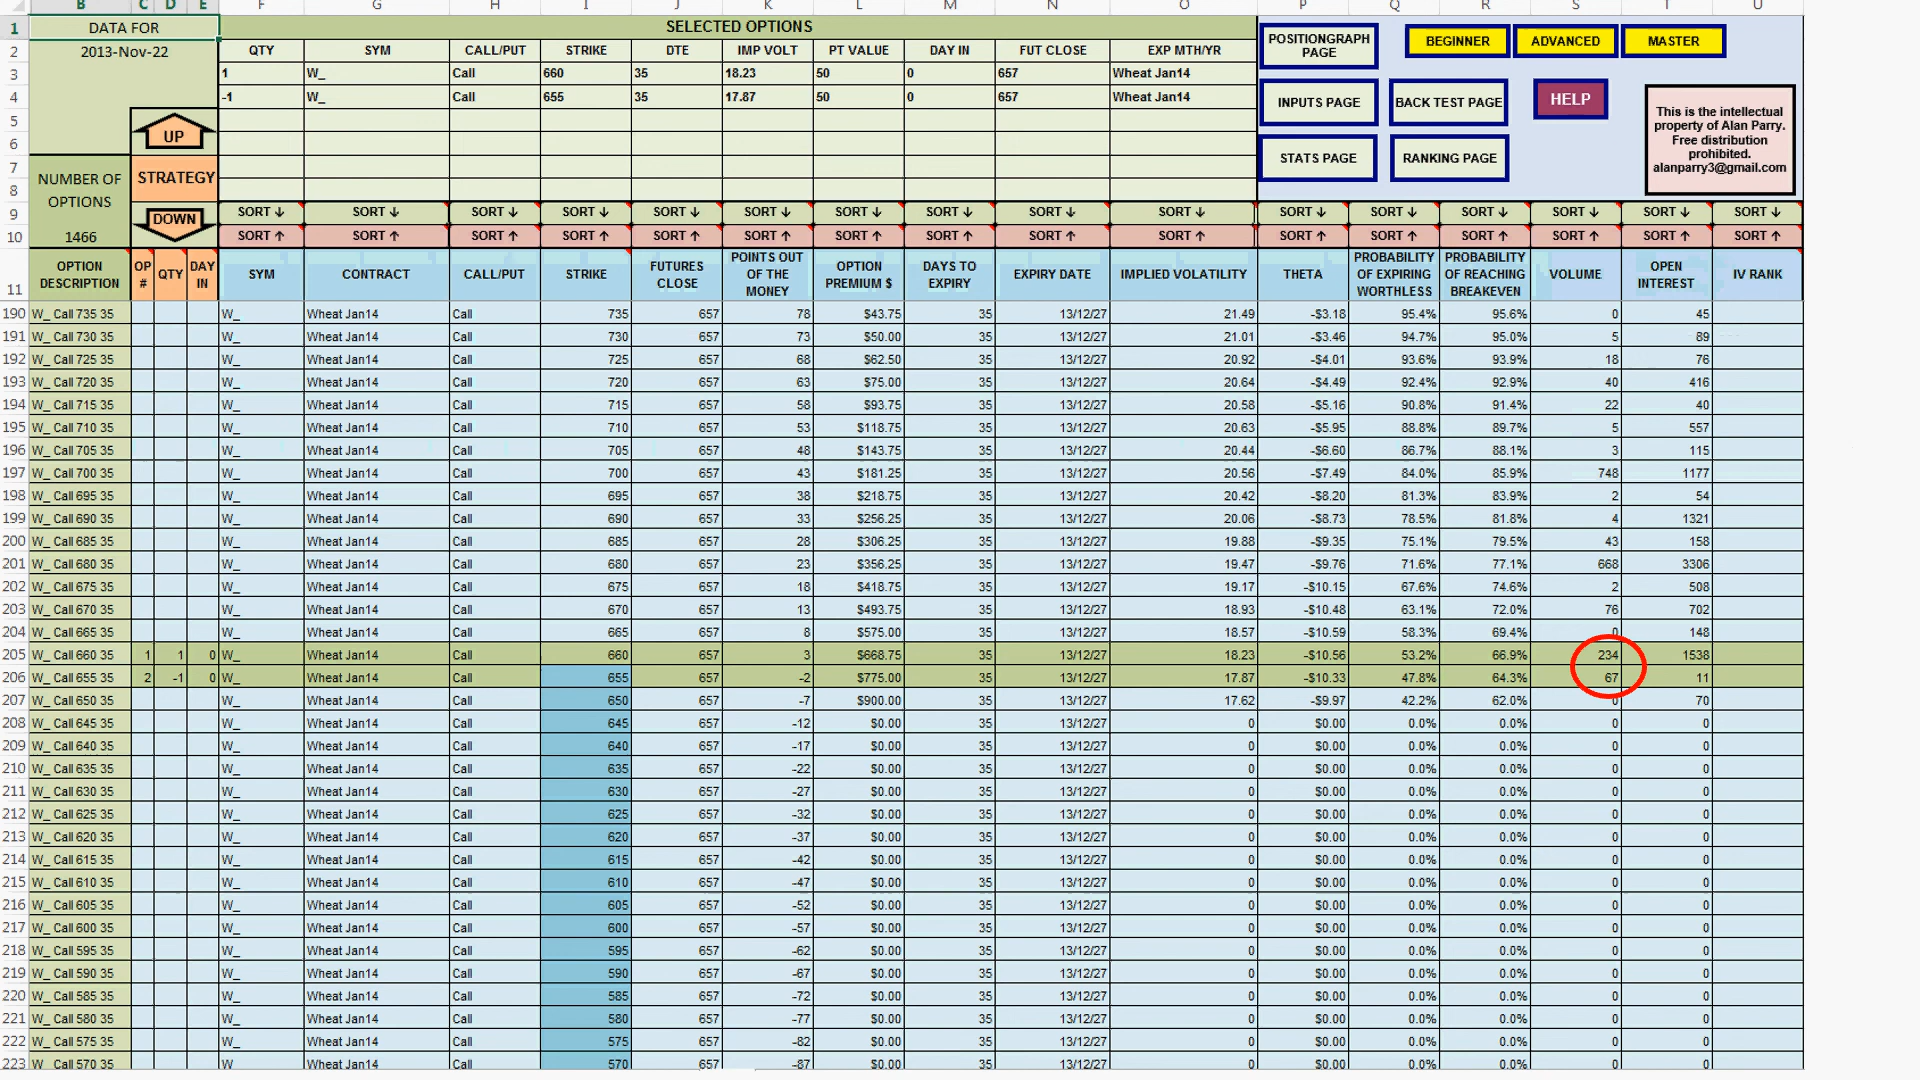 B C D E F G H I J K L M N O P Q R S T U
1 DATA FOR SELECTED OPTIONS
2 2013-Nov-22 QTY SYM CALL/PUT STRIKE DTE IMP VOLT PT VALUE DAY IN FUT CLOSE EXP MTH/YR
3 1 W_ Call 660 35 18.23 50 0 657 Wheat Jan14
4 -1 W_ Call 655 35 17.87 50 0 657 Wheat Jan14
5
6
7
8
POSITIONGRAPH
PAGE
BEGINNER ADVANCED MASTER
INPUTS PAGE BACK TEST PAGE HELP
STATS PAGE RANKING PAGE
This is the intellectual
property of Alan Parry.
Free distribution
prohibited.
alanparry3@gmail.com
UP
STRATEGY
DOWN
NUMBER OF
OPTIONS
9 SORT ↓ SORT ↓ SORT ↓ SORT ↓ SORT ↓ SORT ↓ SORT ↓ SORT ↓ SORT ↓ SORT ↓ SORT ↓ SORT ↓ SORT ↓ SORT ↓ SORT ↓ SORT ↓
10 1466 SORT ↑ SORT ↑ SORT ↑ SORT ↑ SORT ↑ SORT ↑ SORT ↑ SORT ↑ SORT ↑ SORT ↑ SORT ↑ SORT ↑ SORT ↑ SORT ↑ SORT ↑ SORT ↑
11 OPTION DESCRIPTION OP # QTY DAY IN SYM CONTRACT CALL/PUT STRIKE FUTURES CLOSE POINTS OUT OF THE MONEY OPTION PREMIUM $ DAYS TO EXPIRY EXPIRY DATE IMPLIED VOLATILITY THETA PROBABILITY OF EXPIRING WORTHLESS PROBABILITY OF REACHING BREAKEVEN VOLUME OPEN INTEREST IV RANK
190 W_ Call 735 35 W_ Wheat Jan14 Call 735 657 78 $43.75 35 13/12/27 21.49 -$3.18 95.4% 95.6% 0 45
191 W_ Call 730 35 W_ Wheat Jan14 Call 730 657 73 $50.00 35 13/12/27 21.01 -$3.46 94.7% 95.0% 5 89
192 W_ Call 725 35 W_ Wheat Jan14 Call 725 657 68 $62.50 35 13/12/27 20.92 -$4.01 93.6% 93.9% 18 76
193 W_ Call 720 35 W_ Wheat Jan14 Call 720 657 63 $75.00 35 13/12/27 20.64 -$4.49 92.4% 92.9% 40 416
194 W_ Call 715 35 W_ Wheat Jan14 Call 715 657 58 $93.75 35 13/12/27 20.58 -$5.16 90.8% 91.4% 22 40
195 W_ Call 710 35 W_ Wheat Jan14 Call 710 657 53 $118.75 35 13/12/27 20.63 -$5.95 88.8% 89.7% 5 557
196 W_ Call 705 35 W_ Wheat Jan14 Call 705 657 48 $143.75 35 13/12/27 20.44 -$6.60 86.7% 88.1% 3 115
197 W_ Call 700 35 W_ Wheat Jan14 Call 700 657 43 $181.25 35 13/12/27 20.56 -$7.49 84.0% 85.9% 748 1177
198 W_ Call 695 35 W_ Wheat Jan14 Call 695 657 38 $218.75 35 13/12/27 20.42 -$8.20 81.3% 83.9% 2 54
199 W_ Call 690 35 W_ Wheat Jan14 Call 690 657 33 $256.25 35 13/12/27 20.06 -$8.73 78.5% 81.8% 4 1321
200 W_ Call 685 35 W_ Wheat Jan14 Call 685 657 28 $306.25 35 13/12/27 19.88 -$9.35 75.1% 79.5% 43 158
201 W_ Call 680 35 W_ Wheat Jan14 Call 680 657 23 $356.25 35 13/12/27 19.47 -$9.76 71.6% 77.1% 668 3306
202 W_ Call 675 35 W_ Wheat Jan14 Call 675 657 18 $418.75 35 13/12/27 19.17 -$10.15 67.6% 74.6% 2 508
203 W_ Call 670 35 W_ Wheat Jan14 Call 670 657 13 $493.75 35 13/12/27 18.93 -$10.48 63.1% 72.0% 76 702
204 W_ Call 665 35 W_ Wheat Jan14 Call 665 657 8 $575.00 35 13/12/27 18.57 -$10.59 58.3% 69.4% 0 148
205 W_ Call 660 35 1 1 0 W_ Wheat Jan14 Call 660 657 3 $668.75 35 13/12/27 18.23 -$10.56 53.2% 66.9% 234 1538
206 W_ Call 655 35 2 -1 0 W_ Wheat Jan14 Call 655 657 -2 $775.00 35 13/12/27 17.87 -$10.33 47.8% 64.3% 67 11
207 W_ Call 650 35 W_ Wheat Jan14 Call 650 657 -7 $900.00 35 13/12/27 17.62 -$9.97 42.2% 62.0% 0 70
208 W_ Call 645 35 W_ Wheat Jan14 Call 645 657 -12 $0.00 35 13/12/27 0 $0.00 0.0% 0.0% 0 0
209 W_ Call 640 35 W_ Wheat Jan14 Call 640 657 -17 $0.00 35 13/12/27 0 $0.00 0.0% 0.0% 0 0
210 W_ Call 635 35 W_ Wheat Jan14 Call 635 657 -22 $0.00 35 13/12/27 0 $0.00 0.0% 0.0% 0 0
211 W_ Call 630 35 W_ Wheat Jan14 Call 630 657 -27 $0.00 35 13/12/27 0 $0.00 0.0% 0.0% 0 0
212 W_ Call 625 35 W_ Wheat Jan14 Call 625 657 -32 $0.00 35 13/12/27 0 $0.00 0.0% 0.0% 0 0
213 W_ Call 620 35 W_ Wheat Jan14 Call 620 657 -37 $0.00 35 13/12/27 0 $0.00 0.0% 0.0% 0 0
214 W_ Call 615 35 W_ Wheat Jan14 Call 615 657 -42 $0.00 35 13/12/27 0 $0.00 0.0% 0.0% 0 0
215 W_ Call 610 35 W_ Wheat Jan14 Call 610 657 -47 $0.00 35 13/12/27 0 $0.00 0.0% 0.0% 0 0
216 W_ Call 605 35 W_ Wheat Jan14 Call 605 657 -52 $0.00 35 13/12/27 0 $0.00 0.0% 0.0% 0 0
217 W_ Call 600 35 W_ Wheat Jan14 Call 600 657 -57 $0.00 35 13/12/27 0 $0.00 0.0% 0.0% 0 0
218 W_ Call 595 35 W_ Wheat Jan14 Call 595 657 -62 $0.00 35 13/12/27 0 $0.00 0.0% 0.0% 0 0
219 W_ Call 590 35 W_ Wheat Jan14 Call 590 657 -67 $0.00 35 13/12/27 0 $0.00 0.0% 0.0% 0 0
220 W_ Call 585 35 W_ Wheat Jan14 Call 585 657 -72 $0.00 35 13/12/27 0 $0.00 0.0% 0.0% 0 0
221 W_ Call 580 35 W_ Wheat Jan14 Call 580 657 -77 $0.00 35 13/12/27 0 $0.00 0.0% 0.0% 0 0
222 W_ Call 575 35 W_ Wheat Jan14 Call 575 657 -82 $0.00 35 13/12/27 0 $0.00 0.0% 0.0% 0 0
223 W Call 570 35 W Wheat Jan14 Call 570 657 -87 $0.00 35 13/12/27 0 $0.00 0.0% 0.0% 0 0